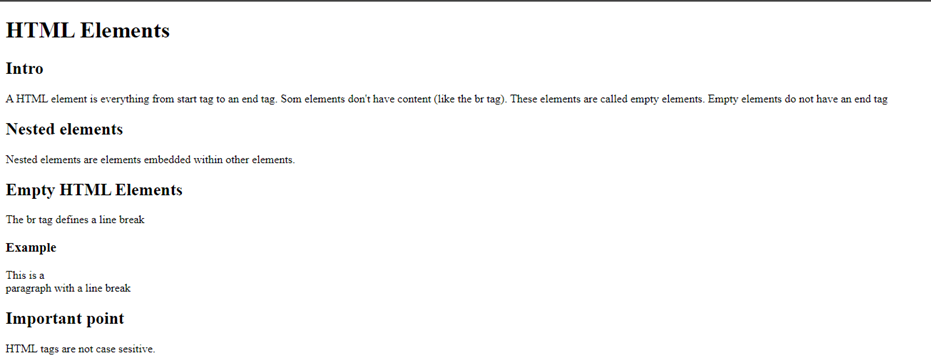 HTML Elements
Intro
A HTML element is everything from start tag to an end tag. Som elements don't have content (like the br tag). These elements are called empty elements. Empty elements do not have an end tag
Nested elements
Nested elements are elements embedded within other elements.
Empty HTML Elements
The br tag defines a line break
Example
This is a
paragraph with a line break
Important point
HTML tags are not case sesitive.